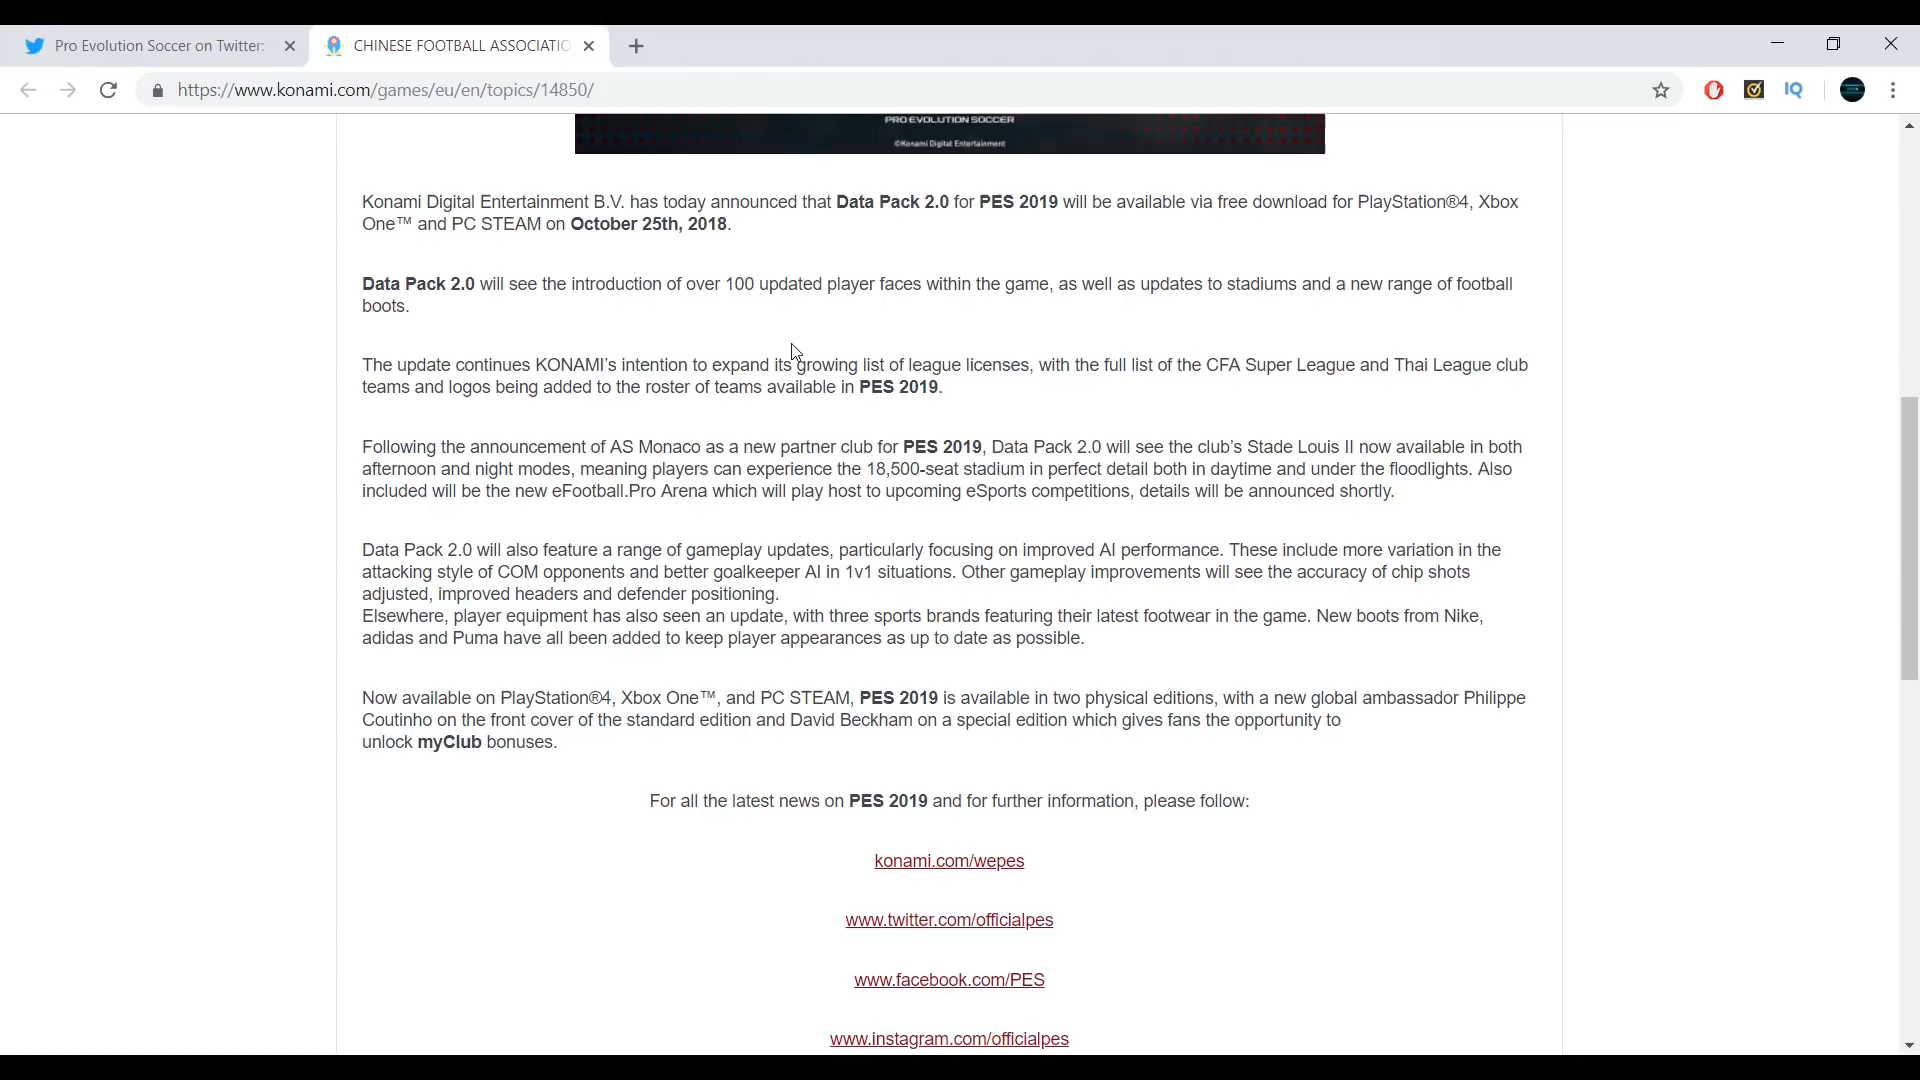 Pro Evolution Soccer on Twitter:
CHINESE FOOTBALL ASSOCIATIO
https://www.konami.com/games/eu/en/topics/14850/
IQ
PRO EVOLUTION SOCCER
©Konami Digital Entertainment
Konami Digital Entertainment B.V. has today announced that Data Pack 2.0 for PES 2019 will be available via free download for PlayStation®4, Xbox
One™ and PC STEAM on October 25th, 2018.
Data Pack 2.0 will see the introduction of over 100 updated player faces within the game, as well as updates to stadiums and a new range of football
boots.
The update continues KONAMI’s intention to expand its growing list of league licenses, with the full list of the CFA Super League and Thai League club
teams and logos being added to the roster of teams available in PES 2019.
Following the announcement of AS Monaco as a new partner club for PES 2019, Data Pack 2.0 will see the club’s Stade Louis II now available in both
afternoon and night modes, meaning players can experience the 18,500-seat stadium in perfect detail both in daytime and under the floodlights. Also
included will be the new eFootball.Pro Arena which will play host to upcoming eSports competitions, details will be announced shortly.
Data Pack 2.0 will also feature a range of gameplay updates, particularly focusing on improved AI performance. These include more variation in the
attacking style of COM opponents and better goalkeeper AI in 1v1 situations. Other gameplay improvements will see the accuracy of chip shots
adjusted, improved headers and defender positioning.
Elsewhere, player equipment has also seen an update, with three sports brands featuring their latest footwear in the game. New boots from Nike,
adidas and Puma have all been added to keep player appearances as up to date as possible.
Now available on PlayStation®4, Xbox One™, and PC STEAM, PES 2019 is available in two physical editions, with a new global ambassador Philippe
Coutinho on the front cover of the standard edition and David Beckham on a special edition which gives fans the opportunity to
unlock myClub bonuses.
For all the latest news on PES 2019 and for further information, please follow:
konami.com/wepes
www.twitter.com/officialpes
www.facebook.com/PES
www.instagram.com/officialpes